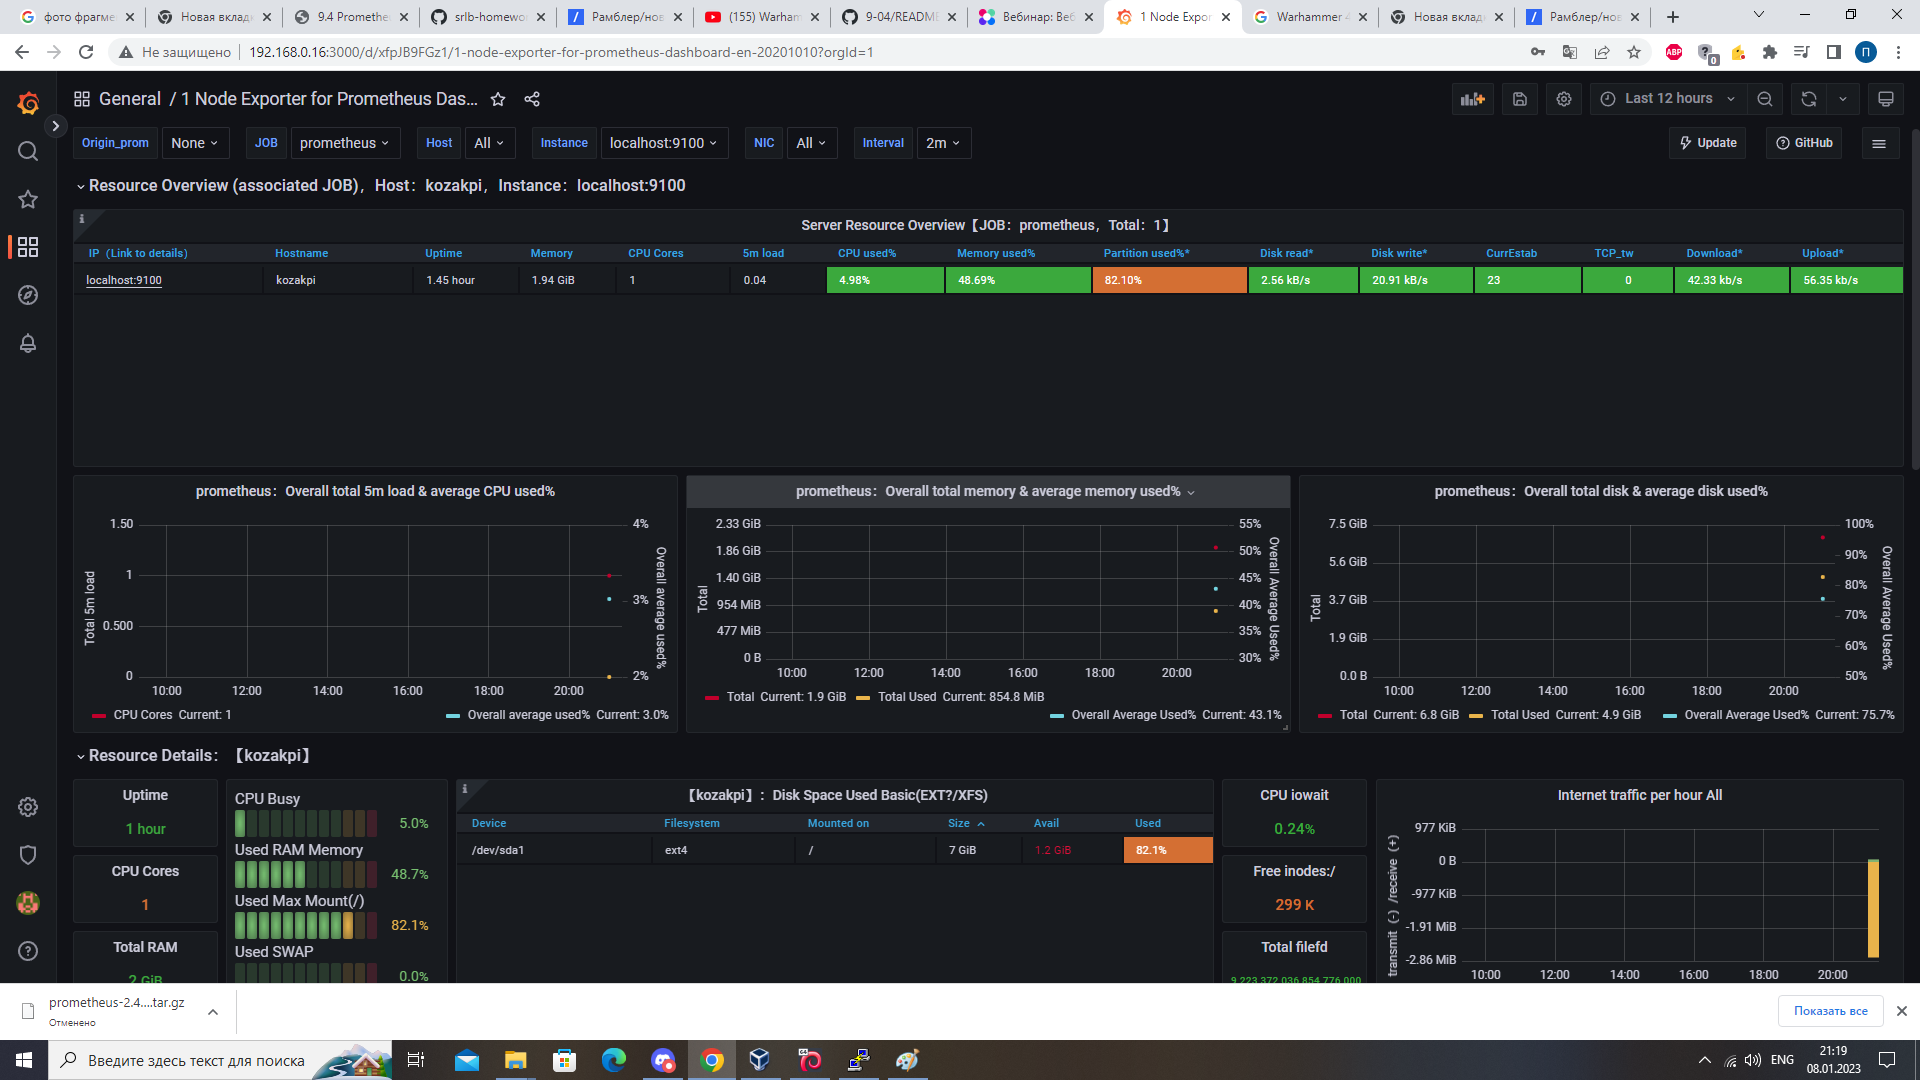 фото фрагме
Новая вклад
9.4 Prometheu
srlb-homewo
Рамблер/нов
(155) Warham
9-04/README
Вебинар: Веб
1 Node Expor
Warhammer 4
Новая вклад
Рамблер/нов
Не защищено
192.168.0.16:3000/d/xfpJB9FGz1/1-node-exporter-for-prometheus-dashboard-en-20201010?orgId=1
ABP
0
П
General / 1 Node Exporter for Prometheus Das...
Last 12 hours
Origin_prom None JOB prometheus Host All Instance localhost:9100 NIC All Interval 2m
Update
GitHub
Resource Overview (associated JOB)，Host：kozakpi，Instance：localhost:9100
Server Resource Overview【JOB：prometheus，Total：1】
IP（Link to details） Hostname Uptime Memory CPU Cores 5m load CPU used% Memory used% Partition used%* Disk read* Disk write* CurrEstab TCP_tw Download* Upload*
localhost:9100 kozakpi 1.45 hour 1.94 GiB 1 0.04 4.98% 48.69% 82.10% 2.56 kB/s 20.91 kB/s 23 0 42.33 kb/s 56.35 kb/s
prometheus：Overall total 5m load & average CPU used%
1.50
1
0.500
0
Total 5m load
4%
3%
2%
Overall average used%
10:00 12:00 14:00 16:00 18:00 20:00
CPU Cores Current: 1
Overall average used% Current: 3.0%
prometheus：Overall total memory & average memory used%
2.33 GiB
1.86 GiB
1.40 GiB
954 MiB
477 MiB
0 B
Total
55%
50%
45%
40%
35%
30%
Overall Average Used%
10:00 12:00 14:00 16:00 18:00 20:00
Total Current: 1.9 GiB
Total Used Current: 854.8 MiB
Overall Average Used% Current: 43.1%
prometheus：Overall total disk & average disk used%
7.5 GiB
5.6 GiB
3.7 GiB
1.9 GiB
0.0 B
Total
100%
90%
80%
70%
60%
50%
Overall Average Used%
10:00 12:00 14:00 16:00 18:00 20:00
Total Current: 6.8 GiB
Total Used Current: 4.9 GiB
Overall Average Used% Current: 75.7%
Resource Details：【kozakpi】
Uptime
1 hour
CPU Cores
1
Total RAM
2 GiB
CPU Busy
5.0%
Used RAM Memory
48.7%
Used Max Mount(/)
82.1%
Used SWAP
0.0%
【kozakpi】：Disk Space Used Basic(EXT?/XFS)
Device Filesystem Mounted on Size Avail Used
/dev/sda1 ext4 / 7 GiB 1.2 GiB 82.1%
CPU iowait
0.24%
Free inodes:/
299 K
Total filefd
9,223,372,036,854,776,000
Internet traffic per hour All
977 KiB
0 B
-977 KiB
-1.91 MiB
-2.86 MiB
transmit (-) /receive (+)
10:00 12:00 14:00 16:00 18:00 20:00
prometheus-2.4....tar.gz
Отменено
Показать все
Введите здесь текст для поиска
ENG
21:19
08.01.2023